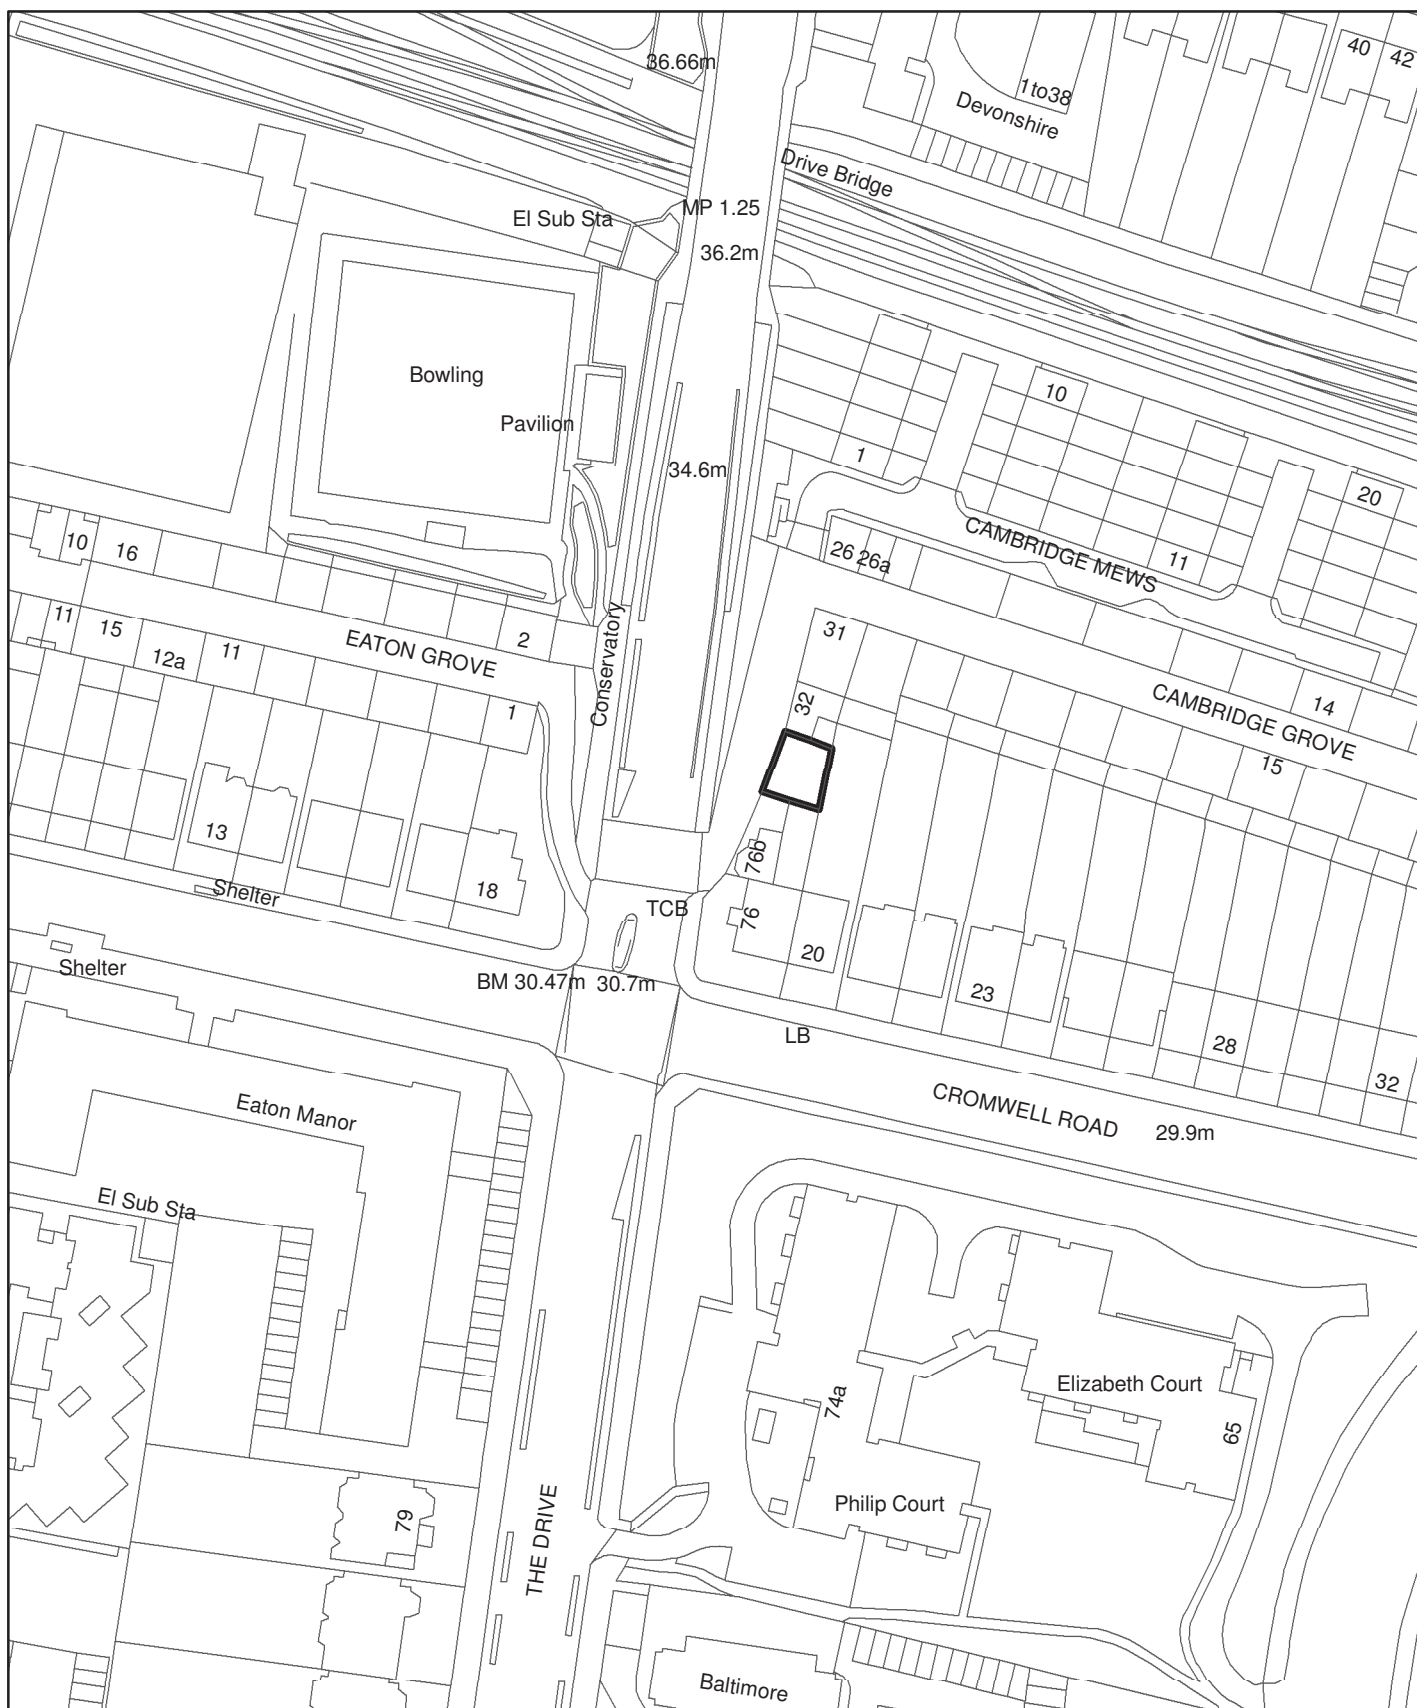 36.66m
40
42
1to38
Devonshire
Drive Bridge
MP 1.25
El Sub Sta
36.2m
Bowling
10
Pavilion
1
34.6m
20
CAMBRIDGE MEWS
11
10
16
26 26a
11
15
12a
11
EATON GROVE
2
Conservatory
31
32
14
CAMBRIDGE GROVE
15
1
13
Shelter
18
76b
TCB
76
20
Shelter
BM 30.47m
30.7m
23
LB
28
32
CROMWELL ROAD
29.9m
Eaton Manor
El Sub Sta
74a
Elizabeth Court
65
Philip Court
79
THE DRIVE
Baltimore